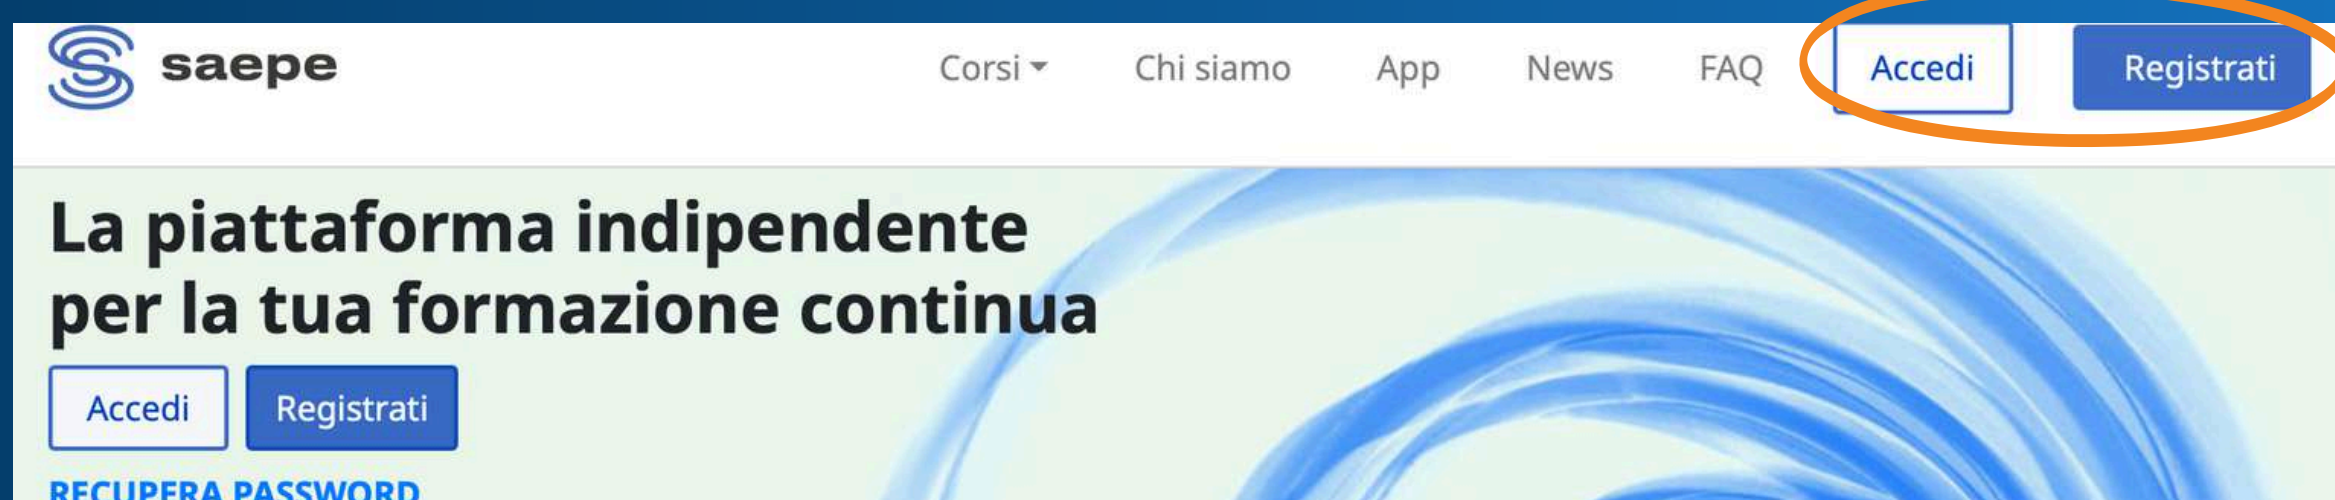 saepe
Corsi Chi siamo App News FAQ Accedi Registrati
La piattaforma indipendente
per la tua formazione continua
Accedi Registrati
RECUPERA PASSWORD